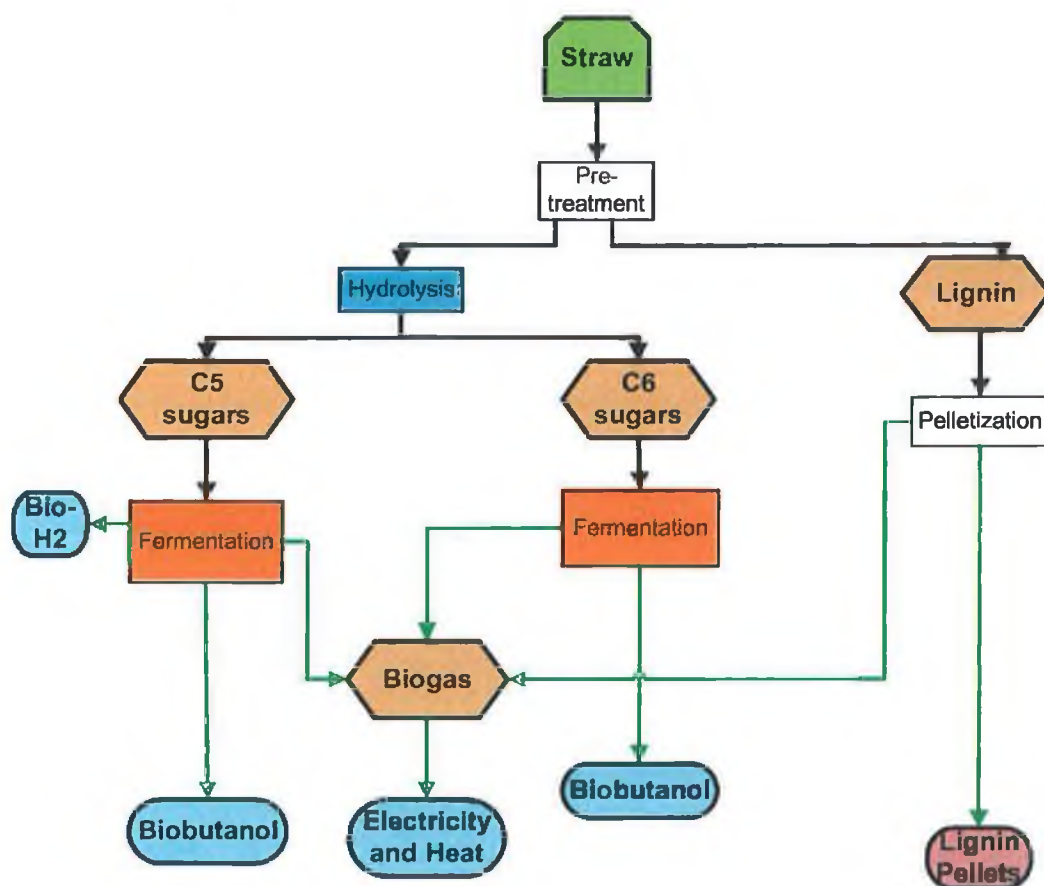 Straw
Pre-
treatment
Hydrolysis
Lignin
C5
sugars
C6
sugars
Pelletization
Bio-
H2
Fermentation
Fermentation
Biogas
Biobutanol
Biobutanol
Electricity
and Heat
Lignin
Pellets